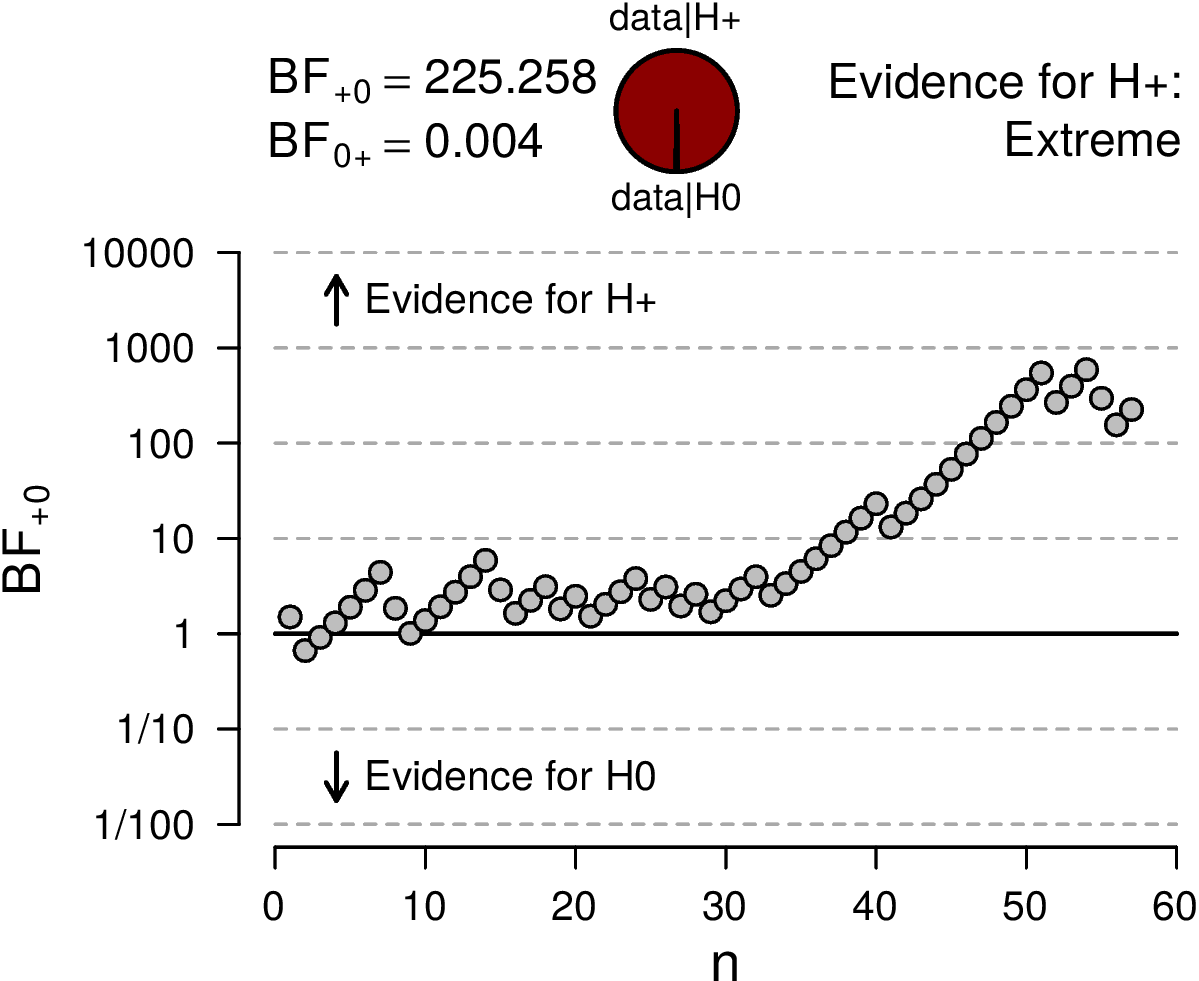 data|H+
BF+0 = 225.258
BF0+ = 0.004
Evidence for H+:
Extreme
data|H0
10000
1000
100
10
1
1/10
1/100
Evidence for H+
Evidence for H0
BF+0
0 10 20 30 40 50 60
n